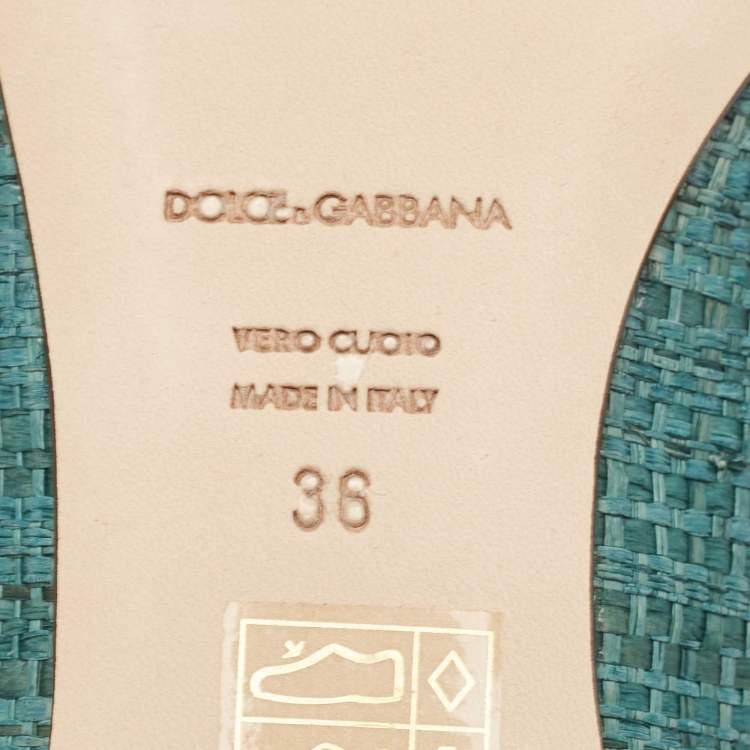 DOLCE & GABBANA
VERO CUOIO
MADE IN ITALY
36